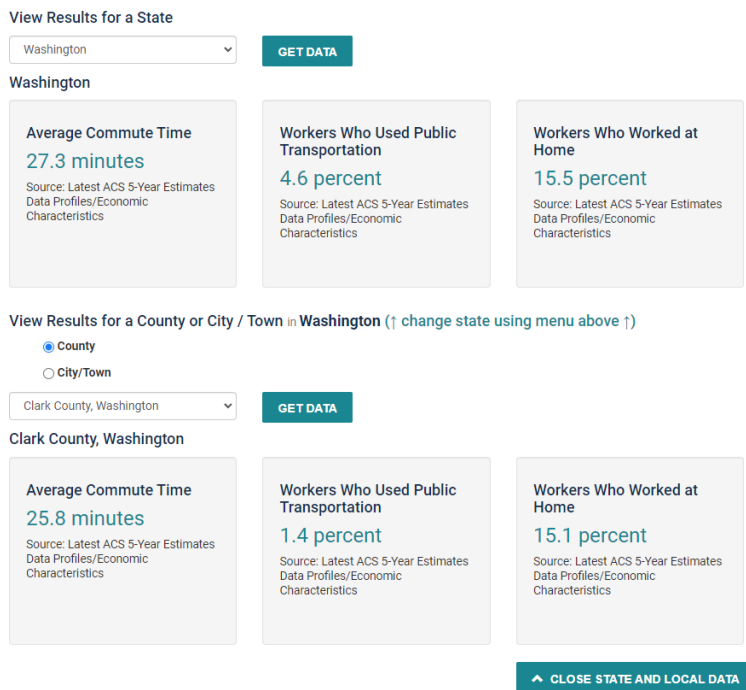 View Results for a State
Washington
GET DATA
Washington
Average Commute Time
27.3 minutes
Source: Latest ACS 5-Year Estimates
Data Profiles/Economic
Characteristics
Workers Who Used Public
Transportation
4.6 percent
Source: Latest ACS 5-Year Estimates
Data Profiles/Economic
Characteristics
Workers Who Worked at
Home
15.5 percent
Source: Latest ACS 5-Year Estimates
Data Profiles/Economic
Characteristics
View Results for a County or City / Town in Washington (↑ change state using menu above ↑)
County
City/Town
Clark County, Washington
GET DATA
Clark County, Washington
Average Commute Time
25.8 minutes
Source: Latest ACS 5-Year Estimates
Data Profiles/Economic
Characteristics
Workers Who Used Public
Transportation
1.4 percent
Source: Latest ACS 5-Year Estimates
Data Profiles/Economic
Characteristics
Workers Who Worked at
Home
15.1 percent
Source: Latest ACS 5-Year Estimates
Data Profiles/Economic
Characteristics
CLOSE STATE AND LOCAL DATA